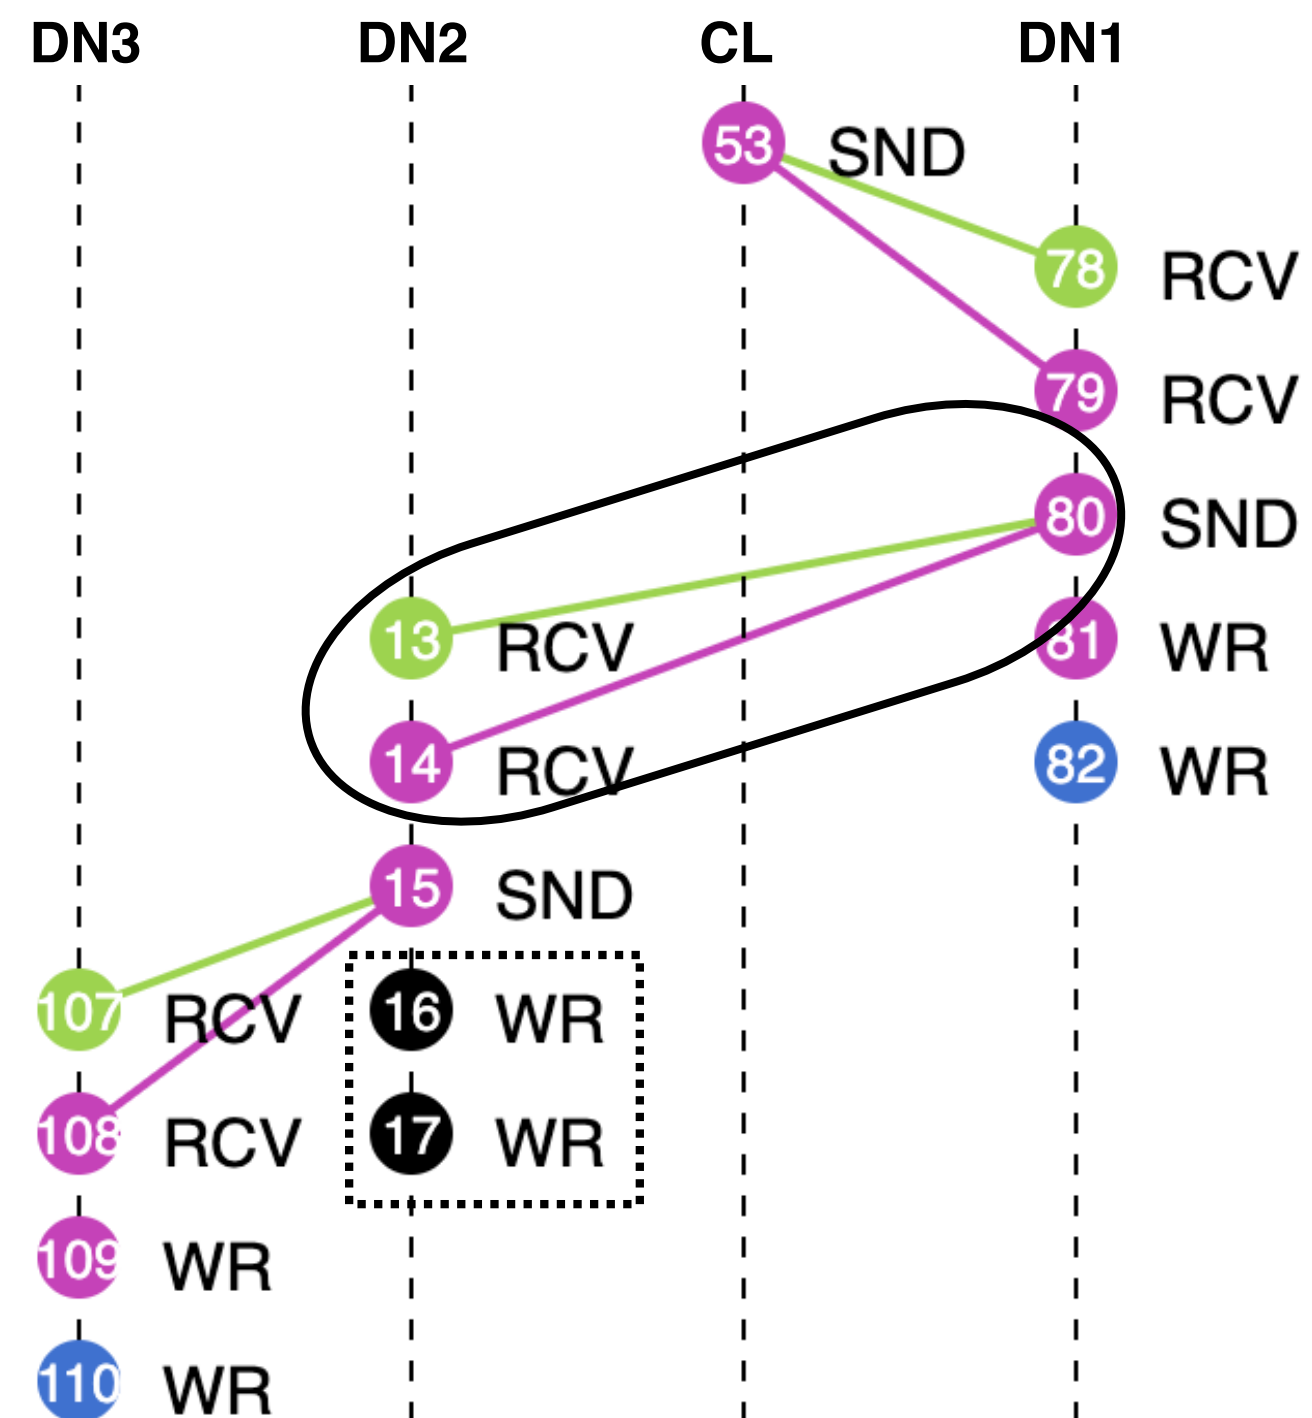 DN3 DN2 CL DN1
53 SND
78 RCV
79 RCV
80 SND
13 RCV 81 WR
14 RCV 82 WR
15 SND
107 RCV 16 WR
108 RCV 17 WR
109 WR
110 WR